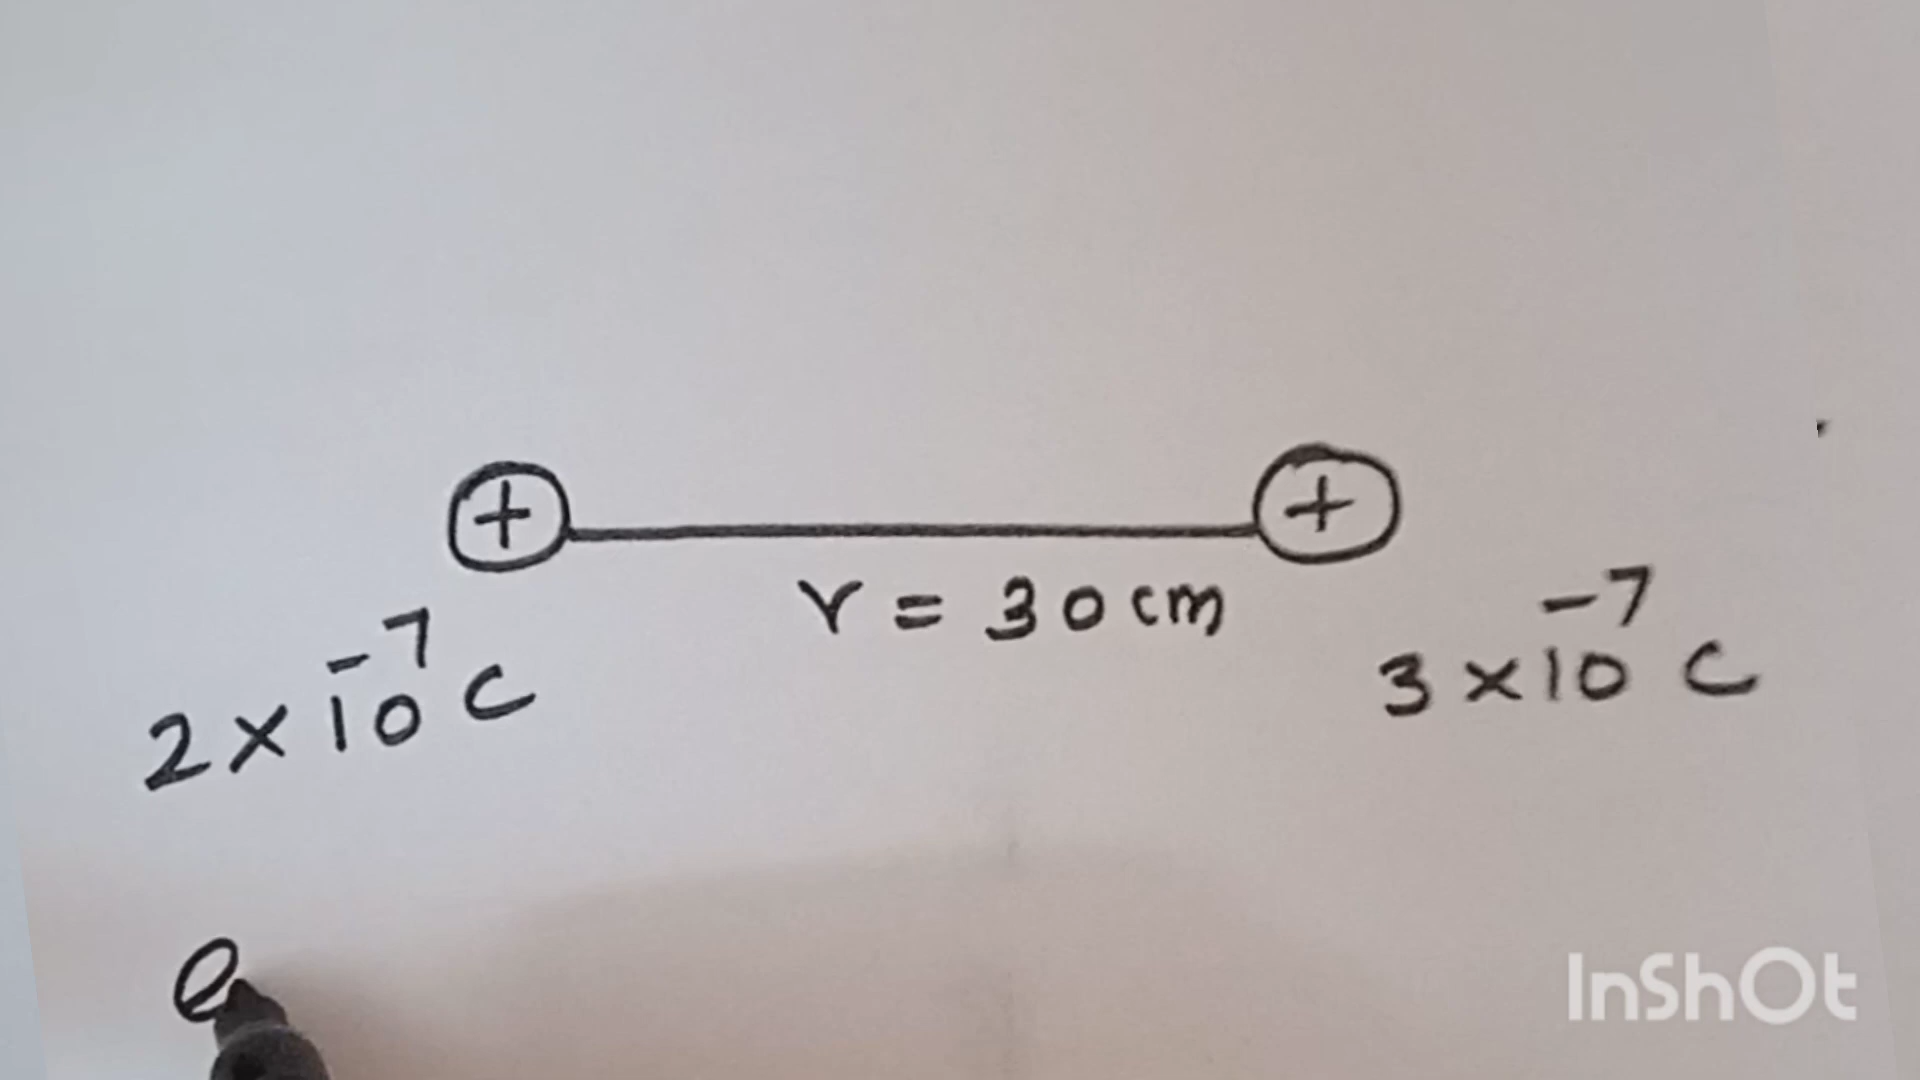 + +
r = 30 cm
2 × 10⁻⁷ C
3 × 10⁻⁷ C
InShOt